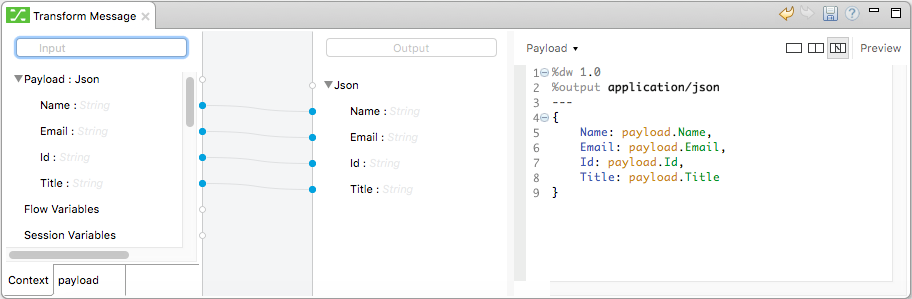 Transform Message
Input
Payload : Json
Name : String
Email : String
Id : String
Title : String
Flow Variables
Session Variables
Context
payload
Output
Json
Name : String
Email : String
Id : String
Title : String
Payload
Preview
1 %dw 1.0
2 %output application/json
3 ---
4 {
5 Name: payload.Name,
6 Email: payload.Email,
7 Id: payload.Id,
8 Title: payload.Title
9 }